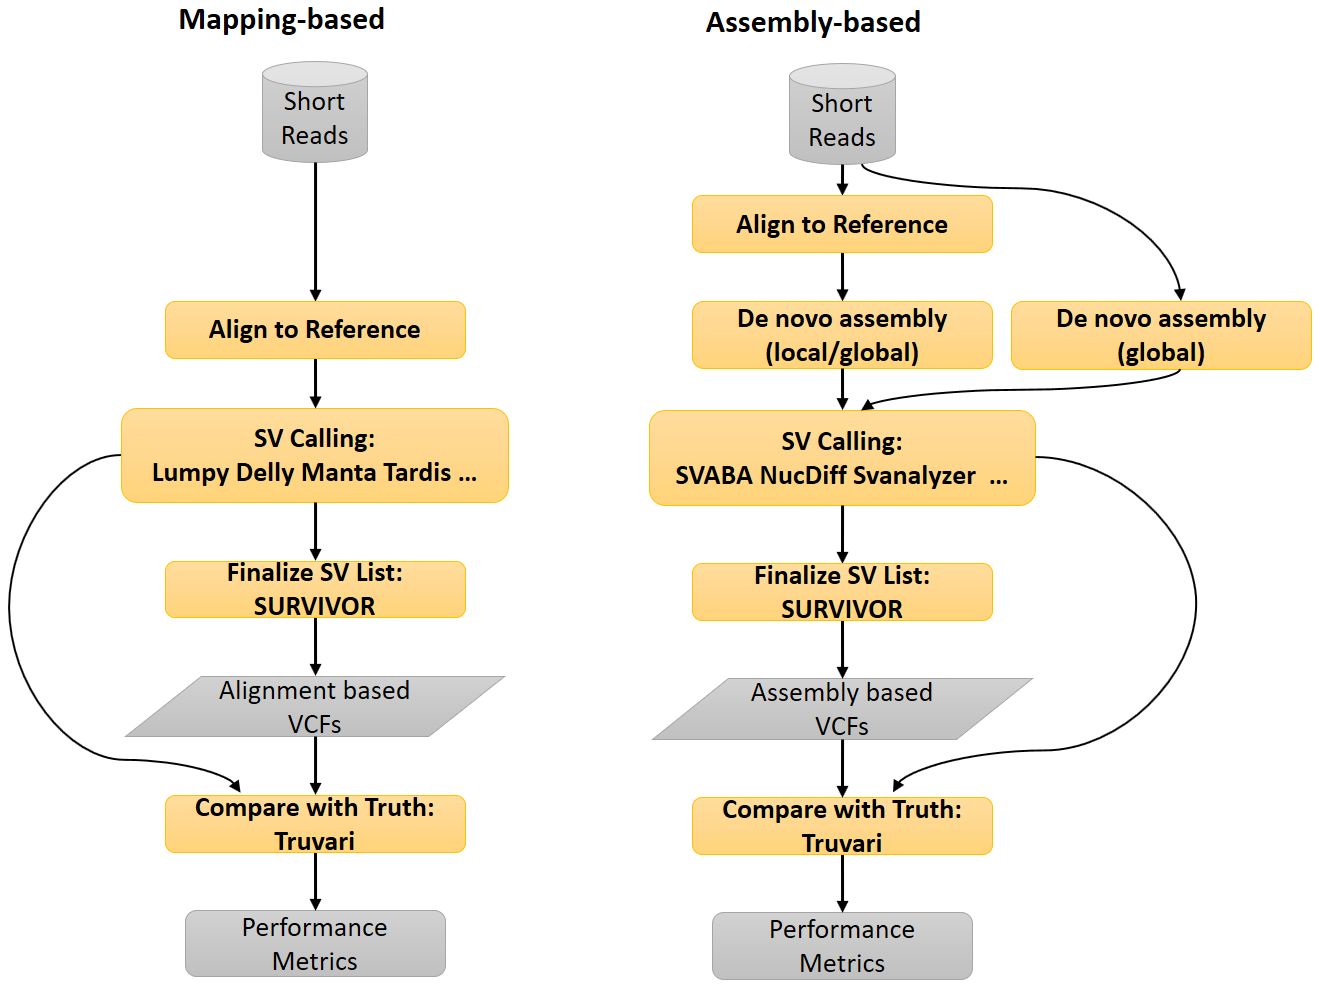 Mapping-based
Short
Reads
Align to Reference
SV Calling:
Lumpy Delly Manta Tardis ...
Finalize SV List:
SURVIVOR
Alignment based
VCFs
Compare with Truth:
Truvari
Performance
Metrics
Assembly-based
Short
Reads
Align to Reference
De novo assembly
(local/global)
De novo assembly
(global)
SV Calling:
SVABA NucDiff Svanalyzer ...
Finalize SV List:
SURVIVOR
Assembly based
VCFs
Compare with Truth:
Truvari
Performance
Metrics